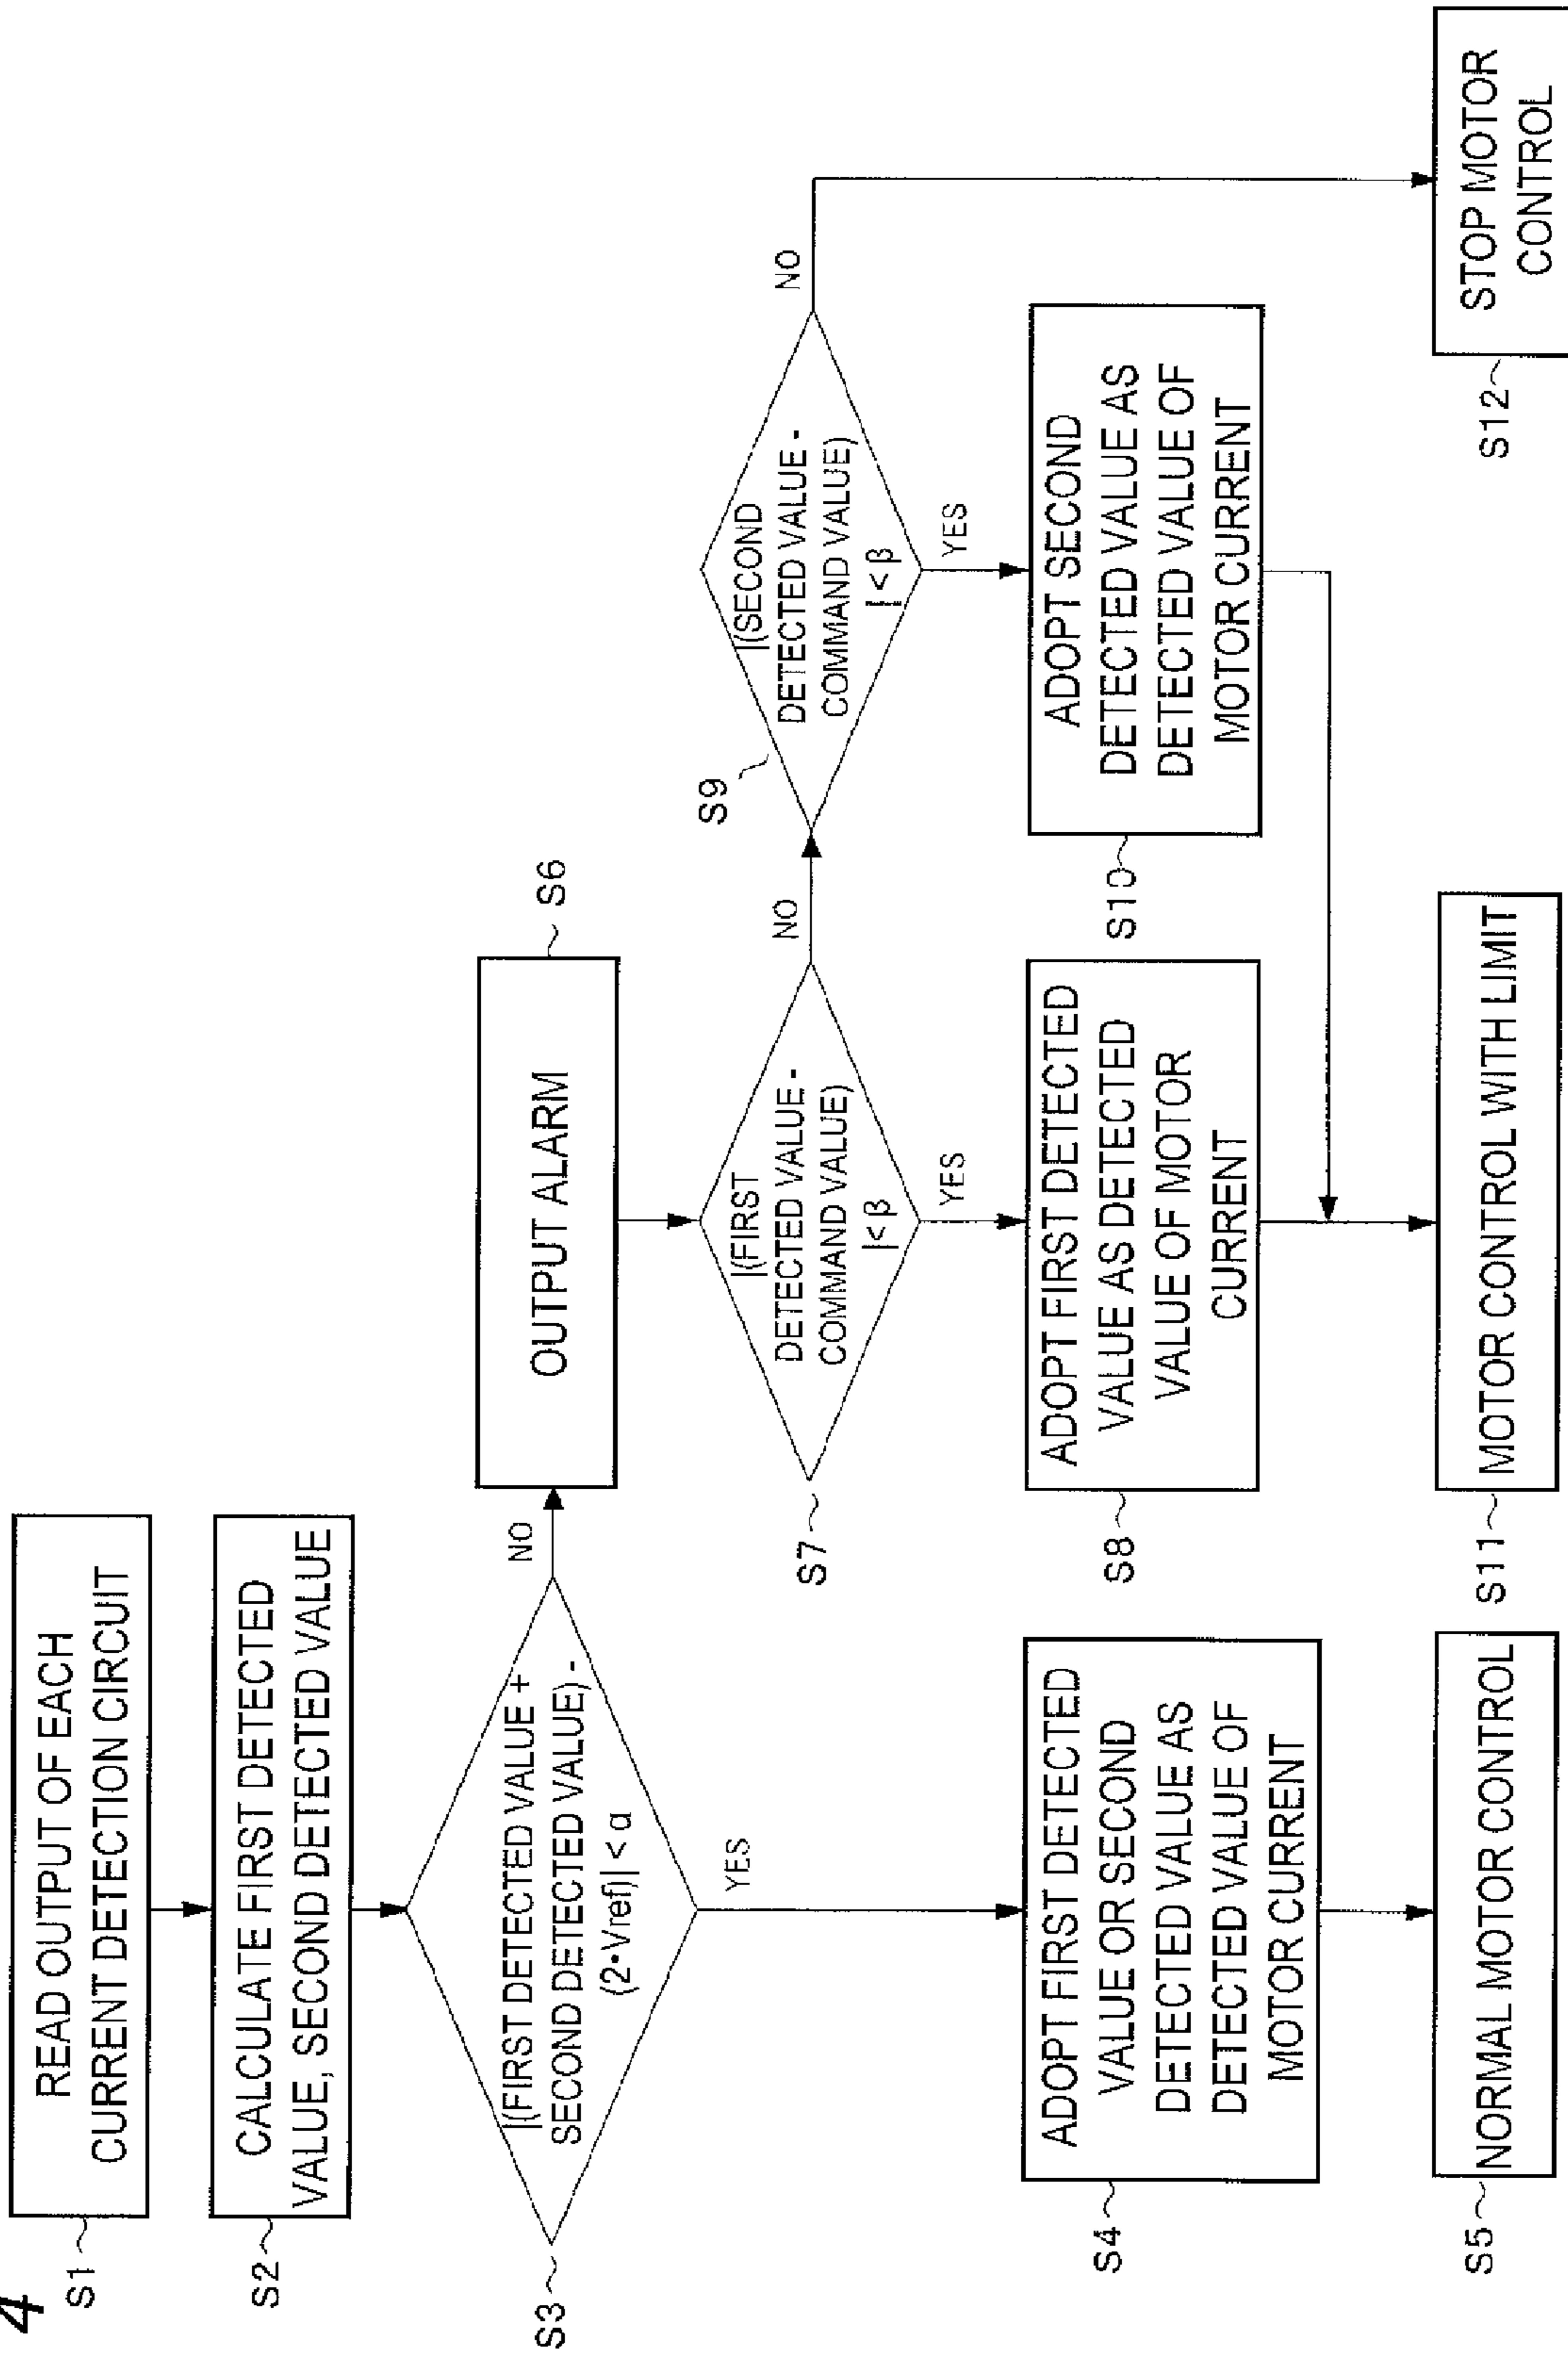 4
S1
READ OUTPUT OF EACH
CURRENT DETECTION CIRCUIT
S2
CALCULATE FIRST DETECTED
VALUE, SECOND DETECTED VALUE
S3
|(FIRST DETECTED VALUE +
SECOND DETECTED VALUE) -
(2•Vref)| < α
NO
YES
S4
ADOPT FIRST DETECTED
VALUE OR SECOND
DETECTED VALUE AS
DETECTED VALUE OF
MOTOR CURRENT
S5
NORMAL MOTOR CONTROL
OUTPUT ALARM
S6
S7
|(FIRST
DETECTED VALUE -
COMMAND VALUE)
|< β
NO
YES
S8
ADOPT FIRST DETECTED
VALUE AS DETECTED
VALUE OF MOTOR
CURRENT
S9
|(SECOND
DETECTED VALUE -
COMMAND VALUE)
| < β
NO
YES
S10
ADOPT SECOND
DETECTED VALUE AS
DETECTED VALUE OF
MOTOR CURRENT
S11
MOTOR CONTROL WITH LIMIT
S12
STOP MOTOR
CONTROL